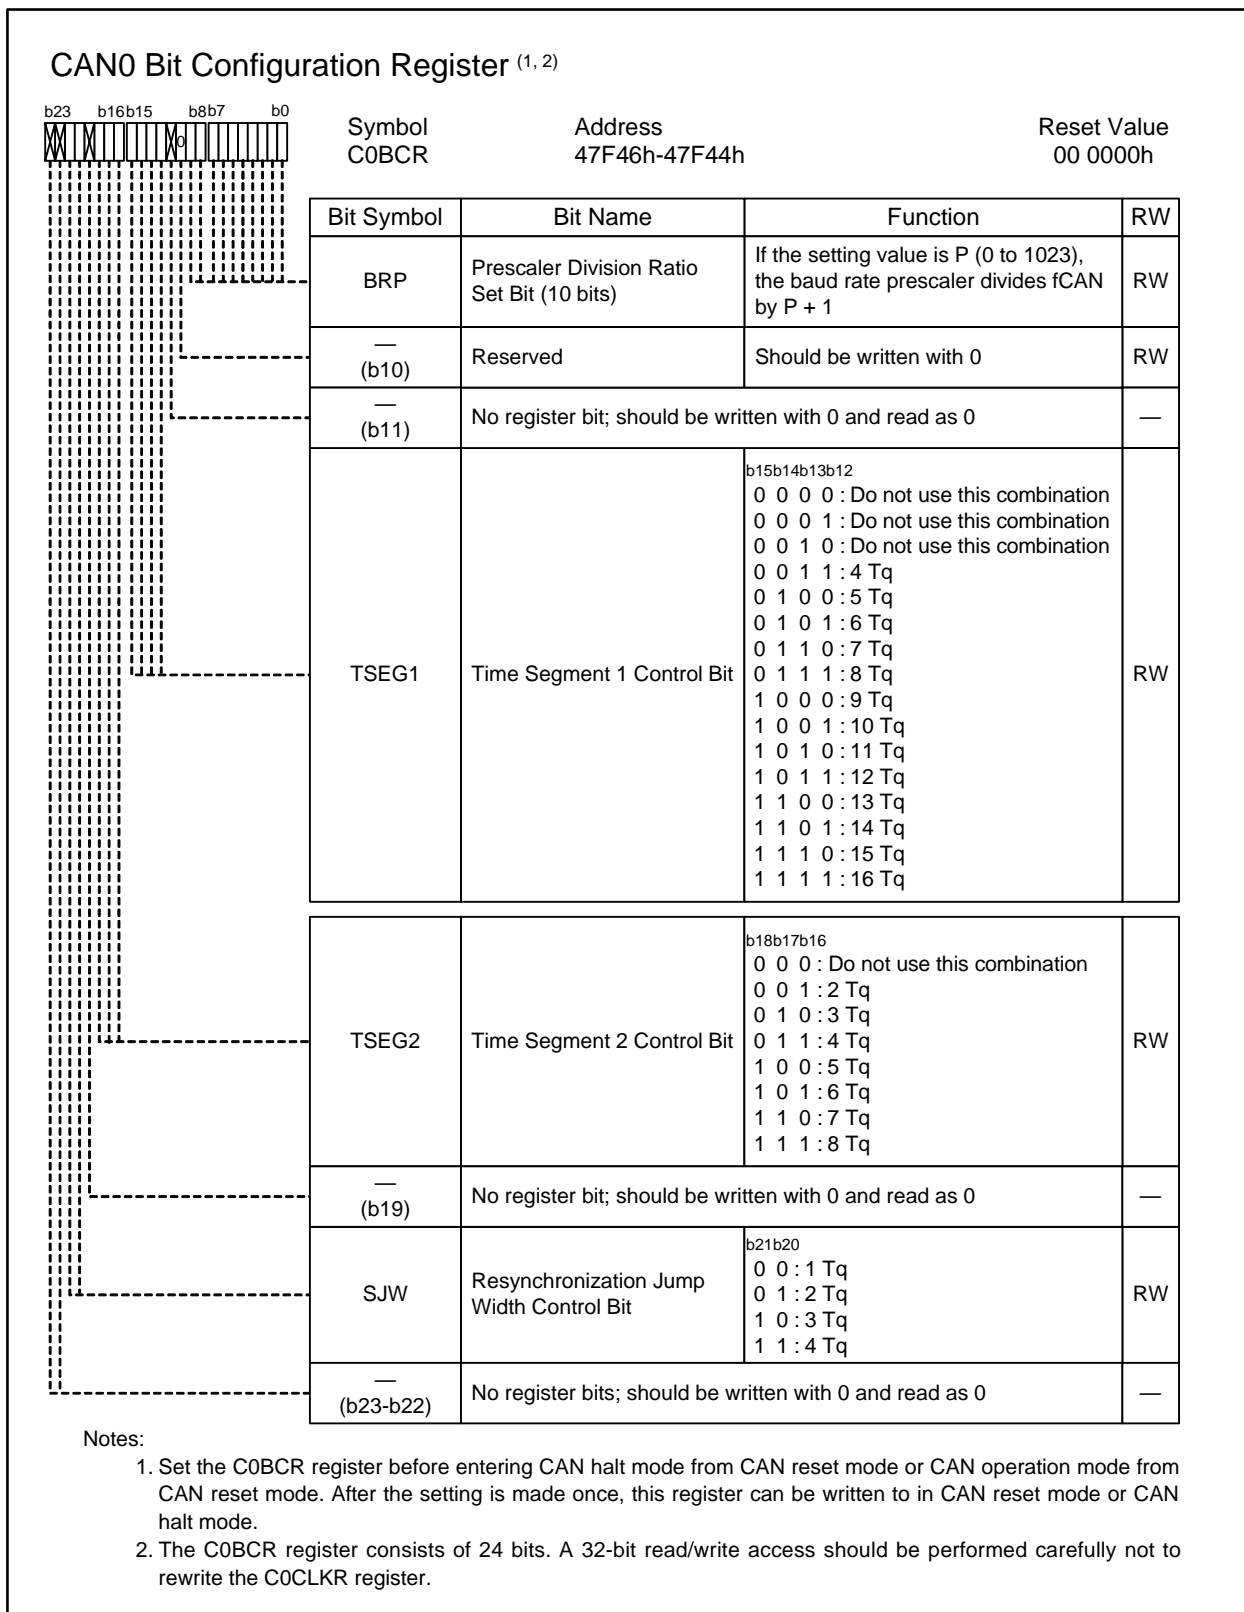 CAN0 Bit Configuration Register (1, 2)
b23 b16 b15 b8 b7 b0
0
Symbol Address Reset Value
C0BCR 47F46h-47F44h 00 0000h
Bit Symbol Bit Name Function RW
BRP Prescaler Division Ratio Set Bit (10 bits) If the setting value is P (0 to 1023), the baud rate prescaler divides fCAN by P + 1 RW
— (b10) Reserved Should be written with 0 RW
— (b11) No register bit; should be written with 0 and read as 0 —
TSEG1 Time Segment 1 Control Bit RW
b15b14b13b12
0 0 0 0 : Do not use this combination
0 0 0 1 : Do not use this combination
0 0 1 0 : Do not use this combination
0 0 1 1 : 4 Tq
0 1 0 0 : 5 Tq
0 1 0 1 : 6 Tq
0 1 1 0 : 7 Tq
0 1 1 1 : 8 Tq
1 0 0 0 : 9 Tq
1 0 0 1 : 10 Tq
1 0 1 0 : 11 Tq
1 0 1 1 : 12 Tq
1 1 0 0 : 13 Tq
1 1 0 1 : 14 Tq
1 1 1 0 : 15 Tq
1 1 1 1 : 16 Tq
TSEG2 Time Segment 2 Control Bit RW
b18b17b16
0 0 0 : Do not use this combination
0 0 1 : 2 Tq
0 1 0 : 3 Tq
0 1 1 : 4 Tq
1 0 0 : 5 Tq
1 0 1 : 6 Tq
1 1 0 : 7 Tq
1 1 1 : 8 Tq
— (b19) No register bit; should be written with 0 and read as 0 —
SJW Resynchronization Jump Width Control Bit RW
b21b20
0 0 : 1 Tq
0 1 : 2 Tq
1 0 : 3 Tq
1 1 : 4 Tq
— (b23-b22) No register bits; should be written with 0 and read as 0 —
Notes:
1. Set the C0BCR register before entering CAN halt mode from CAN reset mode or CAN operation mode from
CAN reset mode. After the setting is made once, this register can be written to in CAN reset mode or CAN
halt mode.
2. The C0BCR register consists of 24 bits. A 32-bit read/write access should be performed carefully not to
rewrite the C0CLKR register.